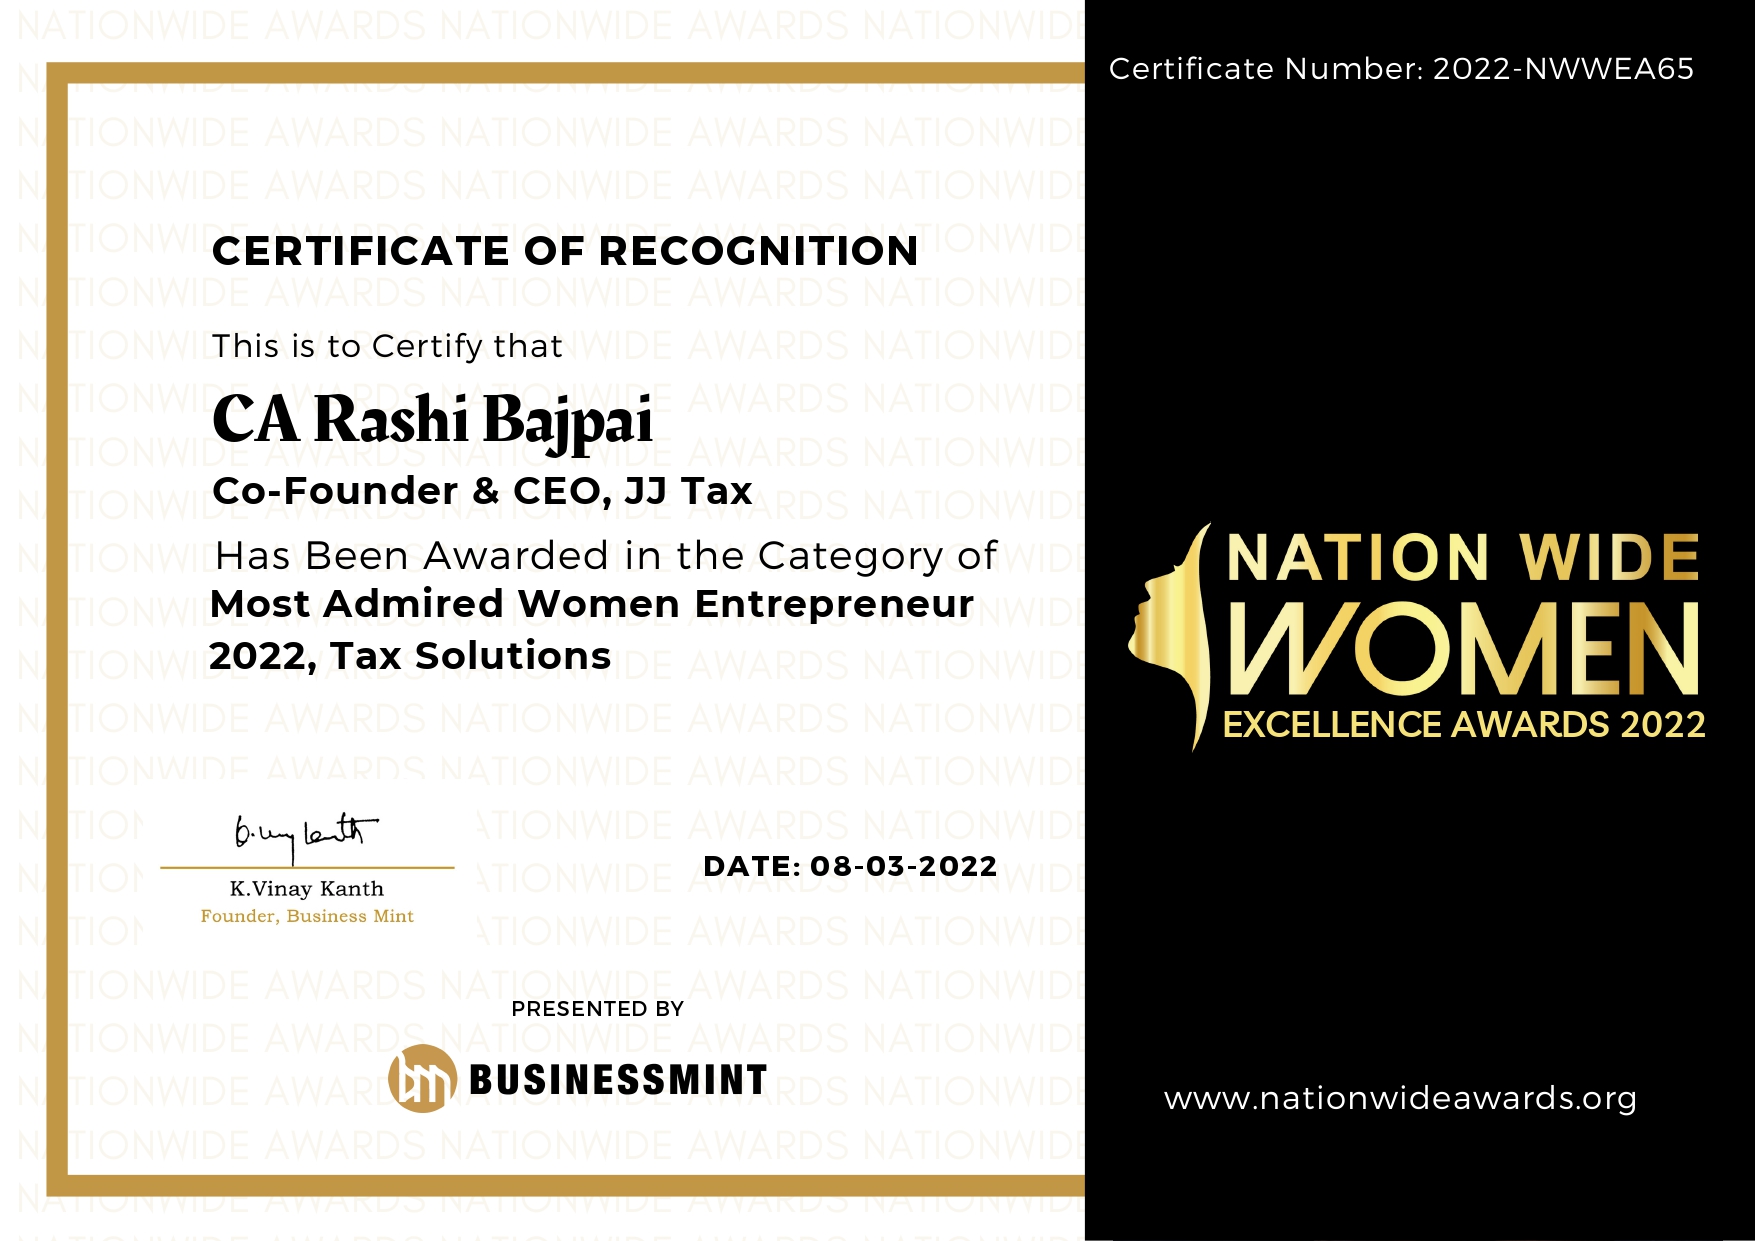 Certificate Number: 2022-NWWEA65
CERTIFICATE OF RECOGNITION
This is to Certify that
CA Rashi Bajpai
Co-Founder & CEO, JJ Tax
Has Been Awarded in the Category of
Most Admired Women Entrepreneur
2022, Tax Solutions
NATION WIDE
WOMEN
EXCELLENCE AWARDS 2022
K.Vinay Kanth
Founder, Business Mint
DATE: 08-03-2022
PRESENTED BY
bm BUSINESSMINT
www.nationwideawards.org